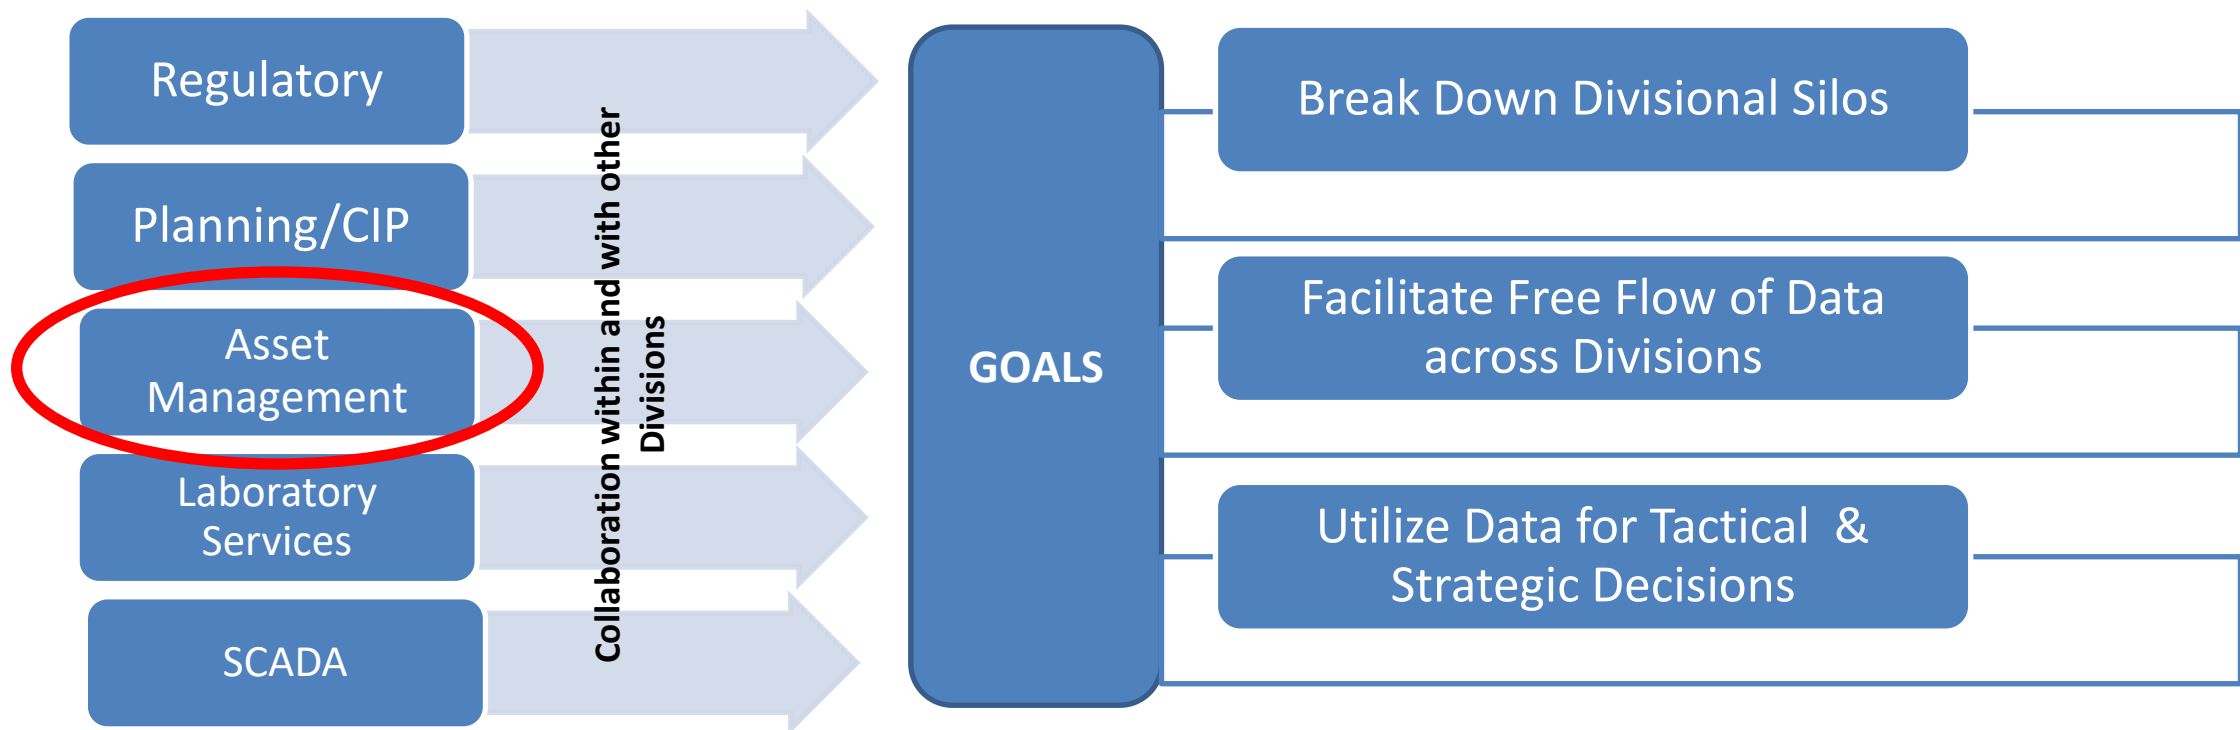 Regulatory
Planning/CIP
Asset
Management
Laboratory
Services
SCADA
Collaboration within and with other
Divisions
GOALS
Break Down Divisional Silos
Facilitate Free Flow of Data
across Divisions
Utilize Data for Tactical  &
Strategic Decisions